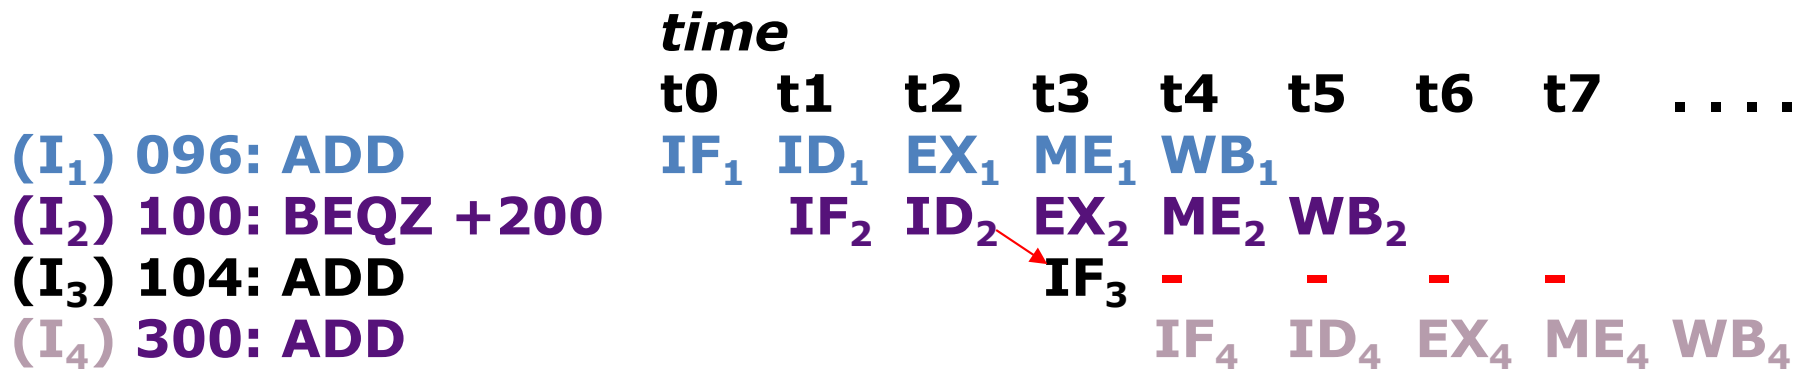 time
t0 t1 t2 t3 t4 t5 t6 t7 . . . .
(I₁) 096: ADD IF₁ ID₁ EX₁ ME₁ WB₁
(I₂) 100: BEQZ +200 IF₂ ID₂ EX₂ ME₂ WB₂
(I₃) 104: ADD IF₃ - - - -
(I₄) 300: ADD IF₄ ID₄ EX₄ ME₄ WB₄